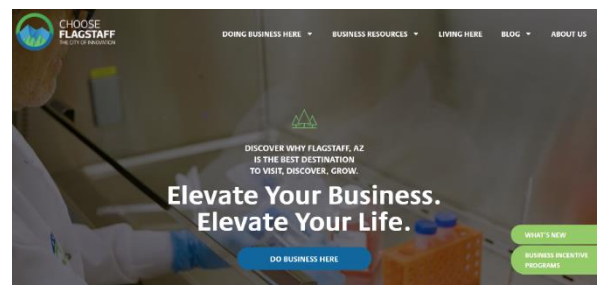 CHOOSE
FLAGSTAFF
THE CITY OF INNOVATION
DOING BUSINESS HERE
BUSINESS RESOURCES
LIVING HERE
BLOG
ABOUT US
DISCOVER WHY FLAGSTAFF, AZ
IS THE BEST DESTINATION
TO VISIT, DISCOVER, GROW.
Elevate Your Business.
Elevate Your Life.
DO BUSINESS HERE
WHAT'S NEW
BUSINESS INCENTIVE
PROGRAMS